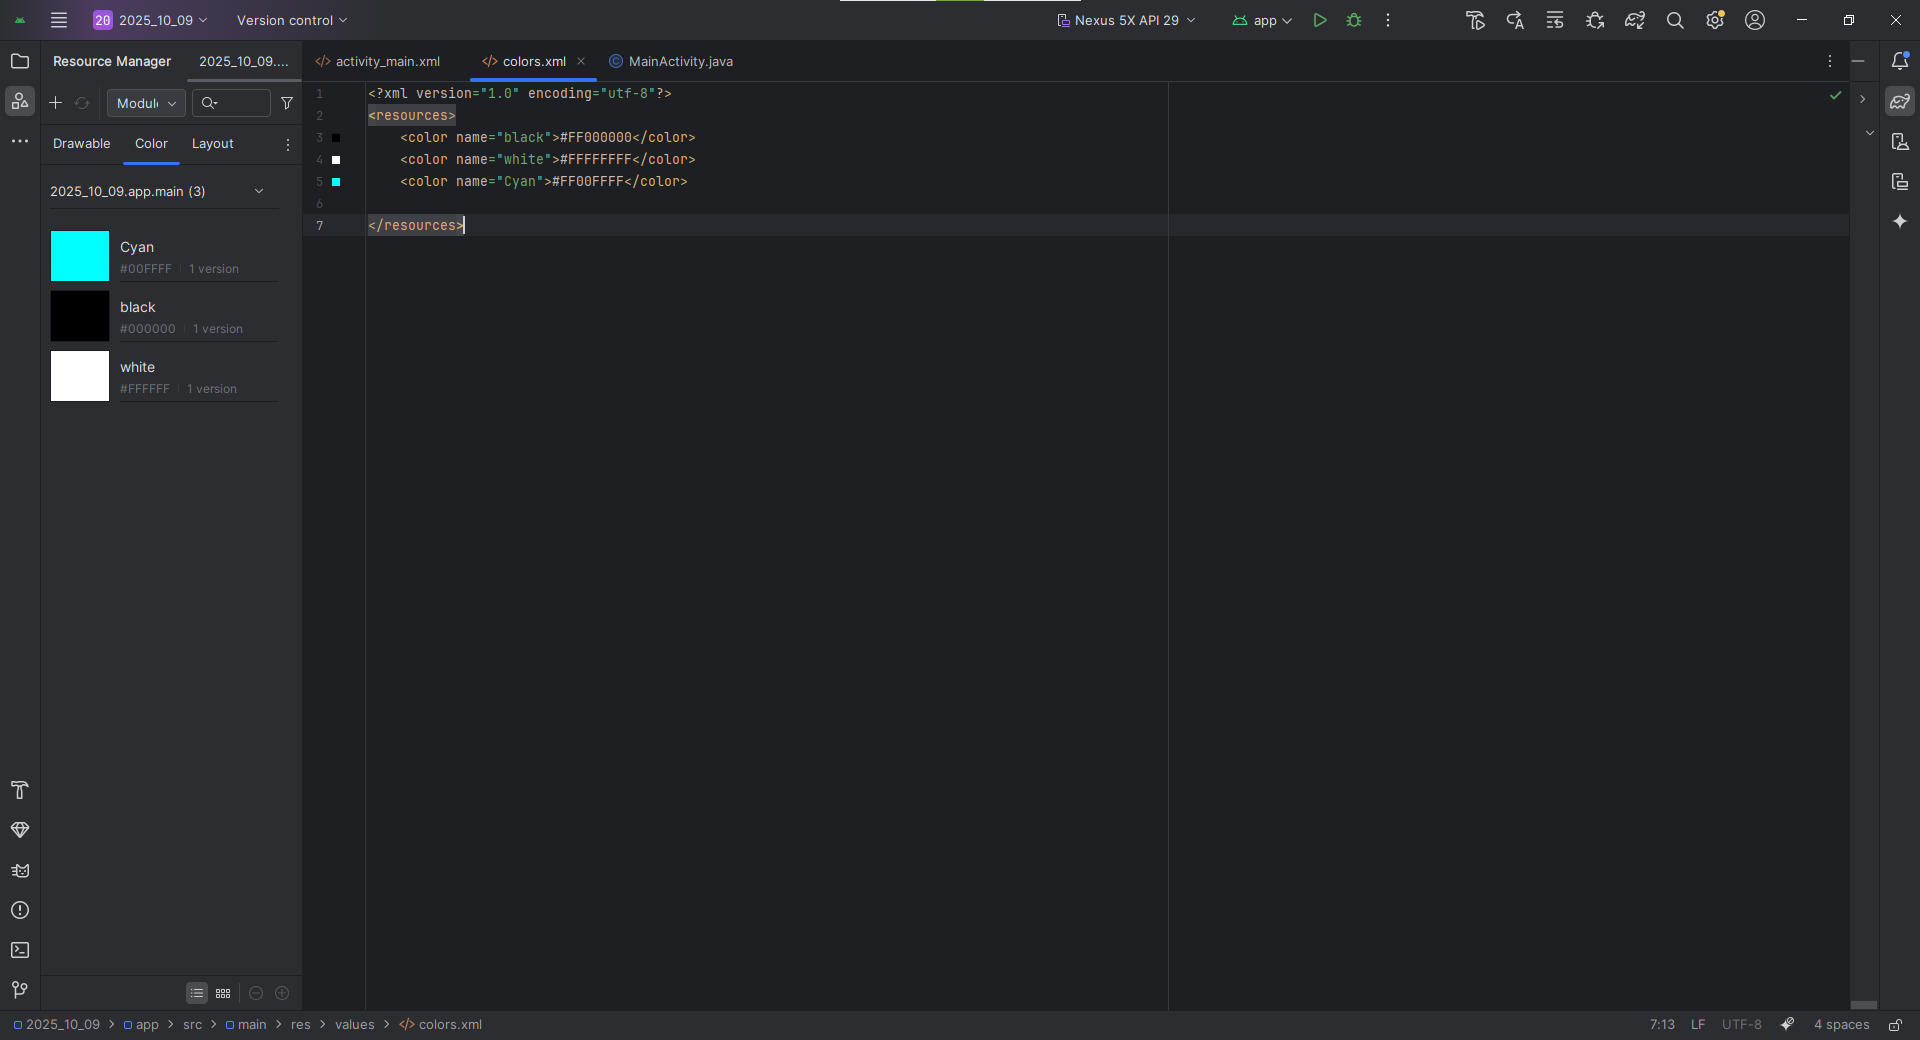 20 2025_10_09 Version control Nexus 5X API 29 app
Resource Manager 2025_10_09....
activity_main.xml colors.xml MainActivity.java
Module
Drawable Color Layout
2025_10_09.app.main (3)
Cyan
#00FFFF 1 version
black
#000000 1 version
white
#FFFFFF 1 version
1 <?xml version="1.0" encoding="utf-8"?>
2 <resources>
3 <color name="black">#FF000000</color>
4 <color name="white">#FFFFFFFF</color>
5 <color name="Cyan">#FF00FFFF</color>
6
7 </resources>
2025_10_09 > app > src > main > res > values > colors.xml 7:13 LF UTF-8 4 spaces